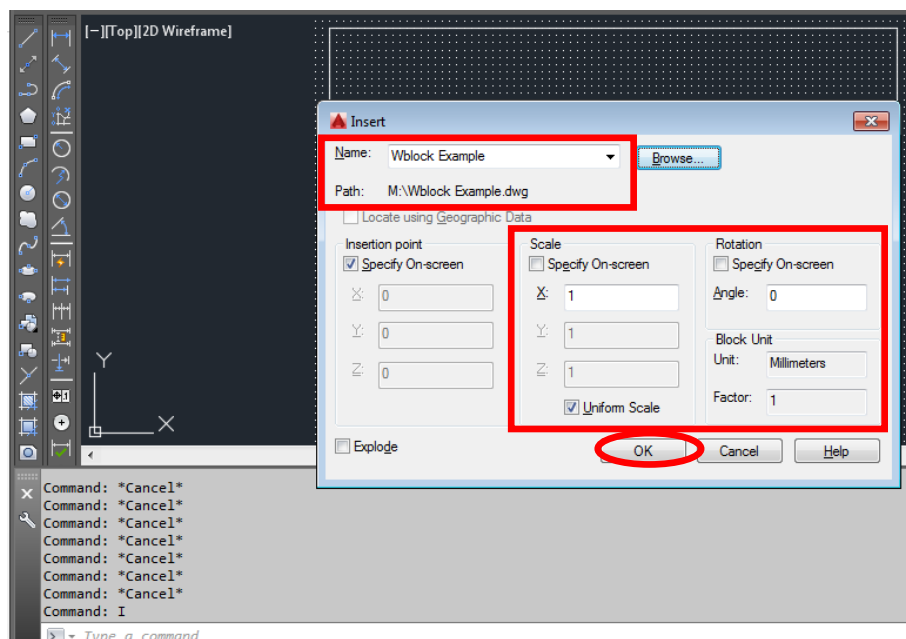 [−][Top][2D Wireframe]
Insert
Name: Wblock Example Browse...
Path: M:\Wblock Example.dwg
Locate using Geographic Data
Insertion point Scale Rotation
Specify On-screen Specify On-screen Specify On-screen
X: 0 X: 1 Angle: 0
Y: 0 Y: 1 Block Unit
Unit: Millimeters
Z: 0 Z: 1
Factor: 1
Uniform Scale
Explode OK Cancel Help
Y
X
Command: *Cancel*
Command: *Cancel*
Command: *Cancel*
Command: *Cancel*
Command: *Cancel*
Command: *Cancel*
Command: *Cancel*
Command: I
Type a command